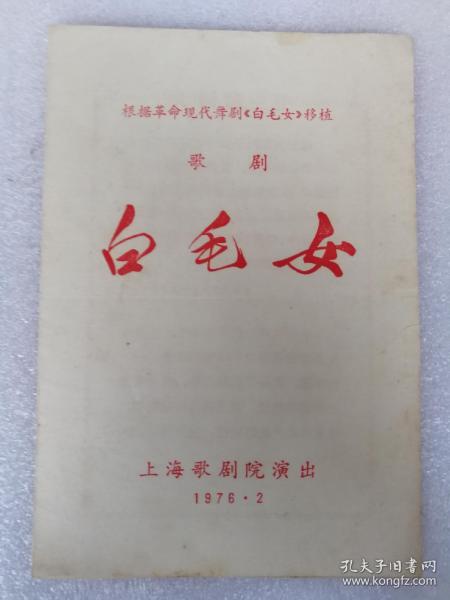 根据革命现代舞剧《白毛女》移植
歌剧
白毛女
上海歌剧院演出
1976·2
孔夫子旧书网
www.kongfz.com